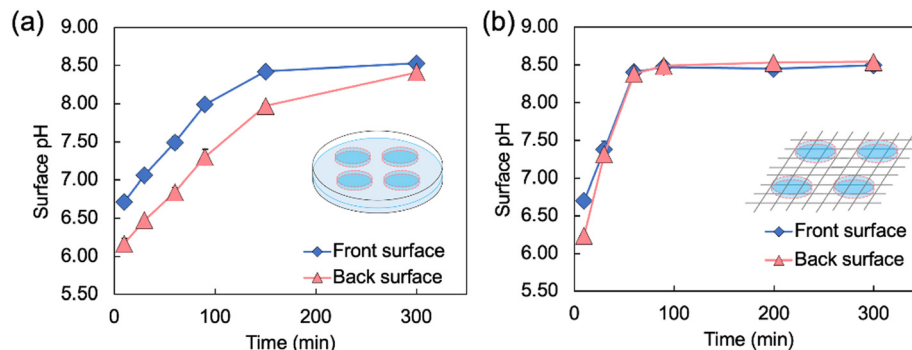 (a)
9.00
8.50
8.00
7.50
7.00
6.50
6.00
5.50
Surface pH
0
100
200
300
Time (min)
Front surface
Back surface
(b)
9.00
8.50
8.00
7.50
7.00
6.50
6.00
5.50
Surface pH
0
100
200
300
Time (min)
Front surface
Back surface